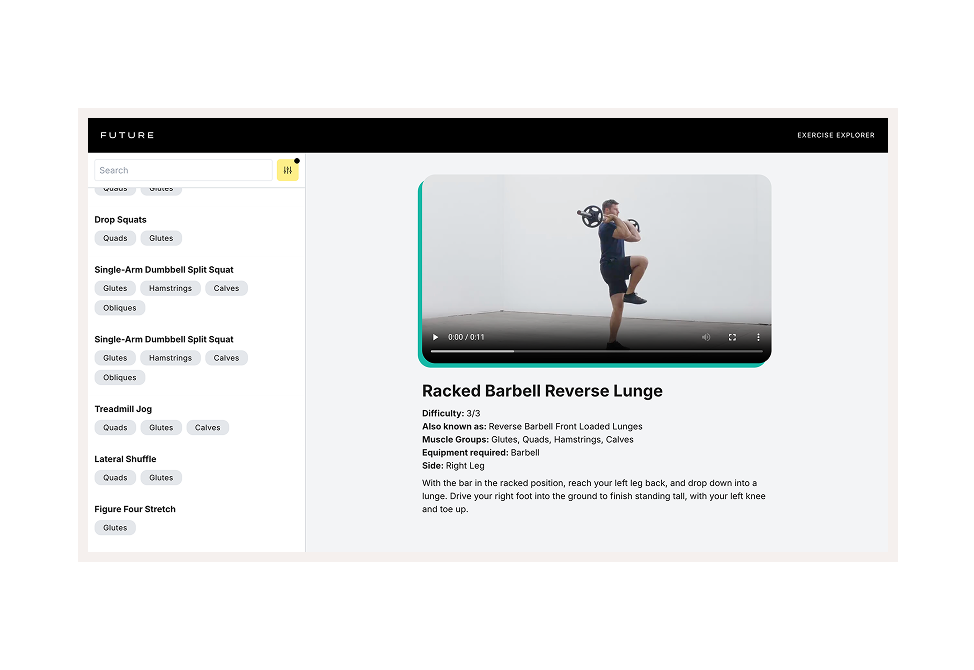 FUTURE
EXERCISE EXPLORER
Search
Quads Glutes
Drop Squats
Quads Glutes
Single-Arm Dumbbell Split Squat
Glutes Hamstrings Calves
Obliques
Single-Arm Dumbbell Split Squat
Glutes Hamstrings Calves
Obliques
Treadmill Jog
Quads Glutes Calves
Lateral Shuffle
Quads Glutes
Figure Four Stretch
Glutes
0:00 / 0:11
Racked Barbell Reverse Lunge
Difficulty: 3/3
Also known as: Reverse Barbell Front Loaded Lunges
Muscle Groups: Glutes, Quads, Hamstrings, Calves
Equipment required: Barbell
Side: Right Leg
With the bar in the racked position, reach your left leg back, and drop down into a
lunge. Drive your right foot into the ground to finish standing tall, with your left knee
and toe up.